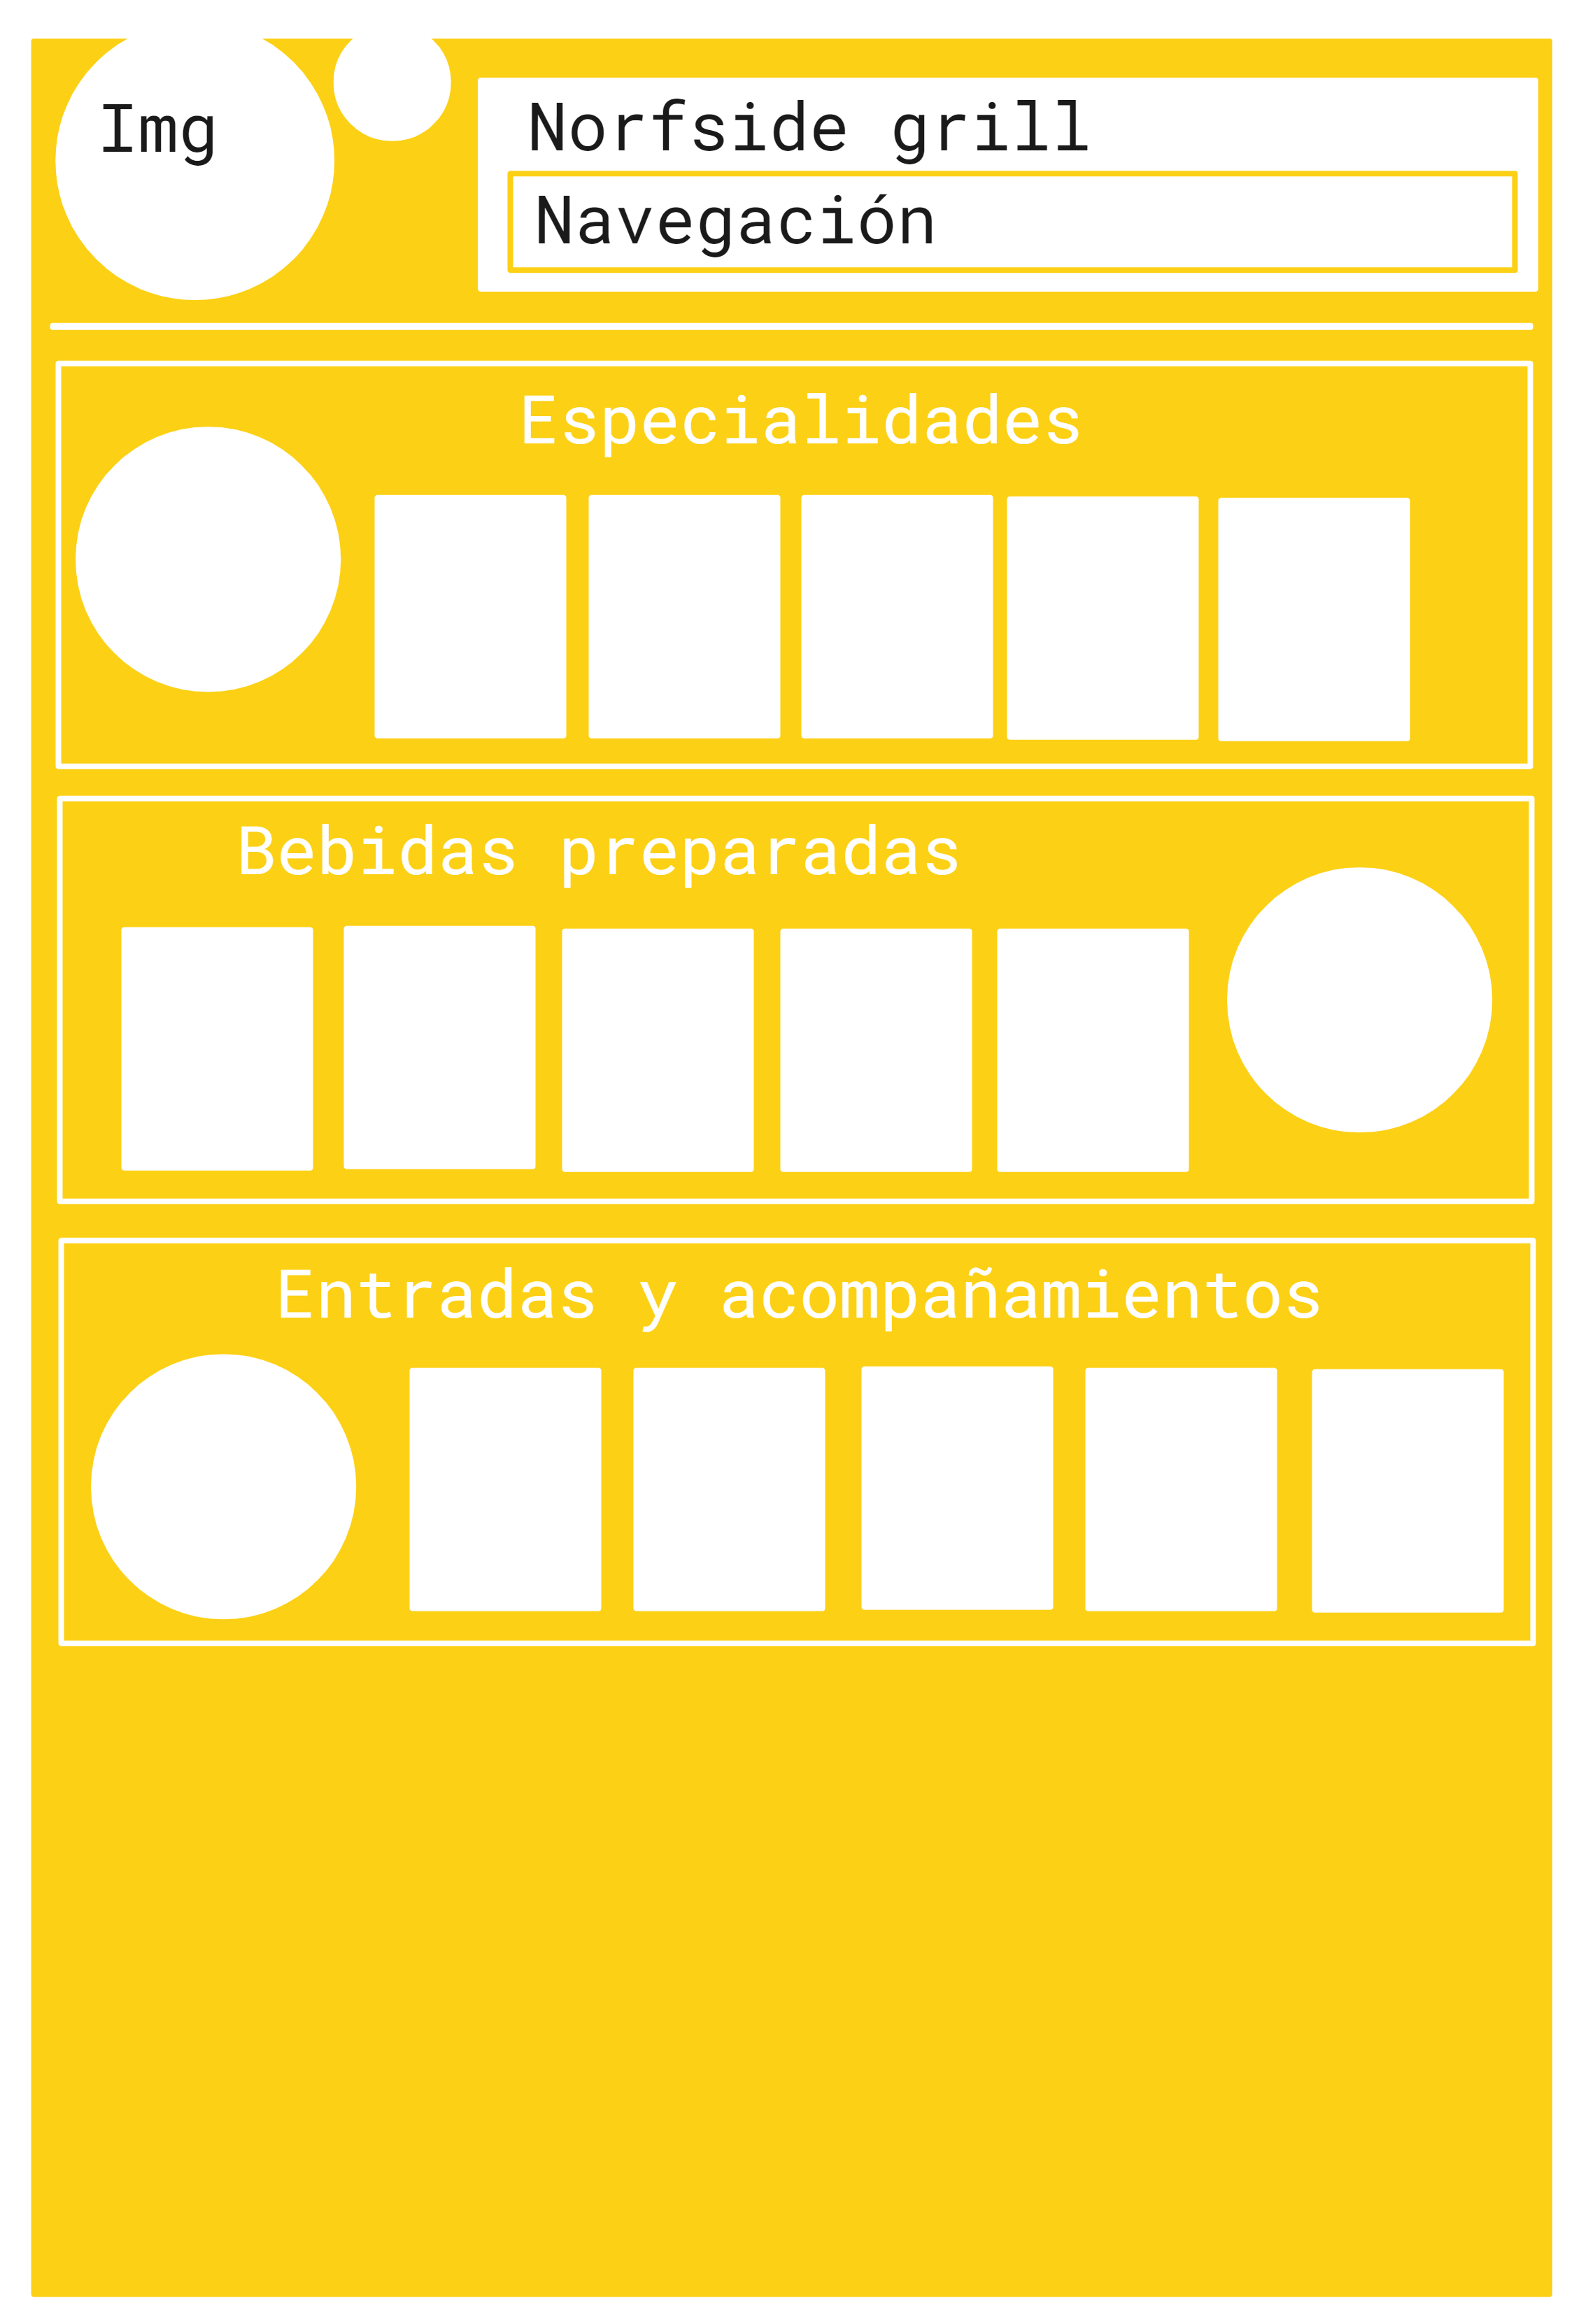 Img
Norfside grill
Navegación
Especialidades
Bebidas preparadas
Entradas y acompañamientos